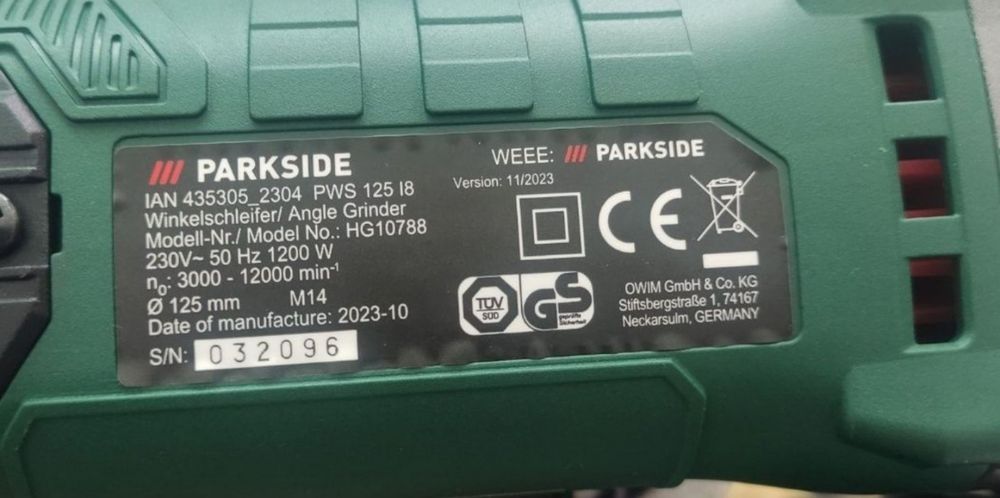 PARKSIDE
IAN 435305_2304 PWS 125 I8
Winkelschleifer/ Angle Grinder
Modell-Nr./ Model No.: HG10788
230V~ 50 Hz 1200 W
n₀: 3000 - 12000 min⁻¹
Ø 125 mm M14
Date of manufacture: 2023-10
S/N: 032096
WEEE: PARKSIDE
Version: 11/2023
CE
TÜV
SÜD
GS
geprüfte
Sicherheit
OWIM GmbH & Co. KG
Stiftsbergstraße 1, 74167
Neckarsulm, GERMANY